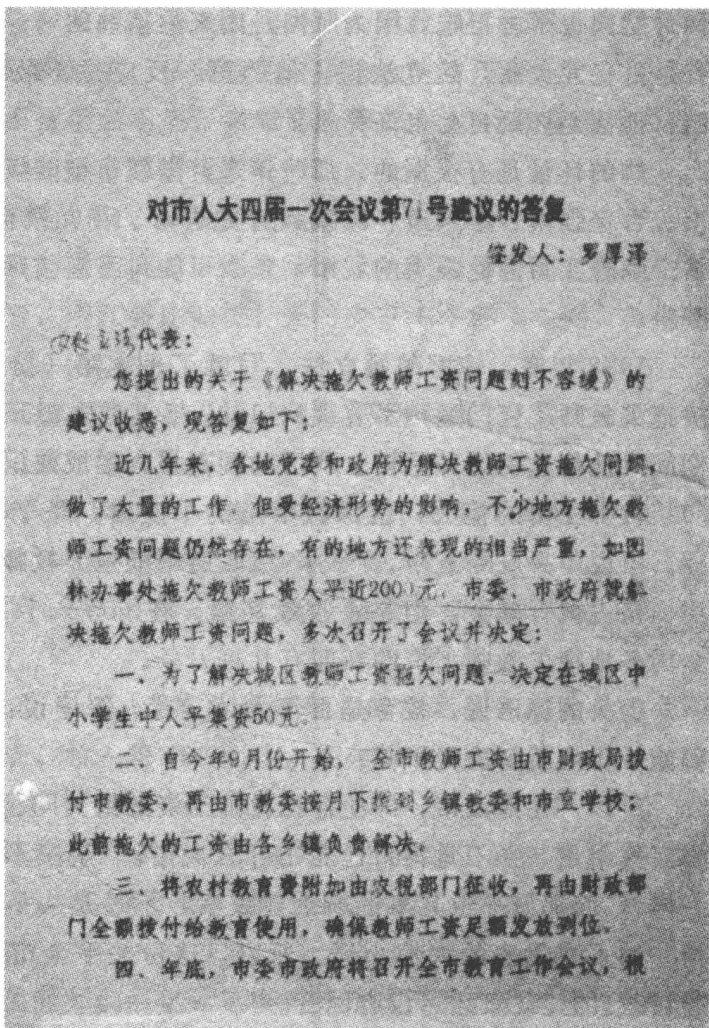 对市人大四届一次会议第71号建议的答复
签发人：罗厚泽
代表：
您提出的关于《解决拖欠教师工资问题刻不容缓》的
建议收悉，现答复如下：
近几年来，各地党委和政府为解决教师工资拖欠问题，
做了大量的工作，但受经济形势的影响，不少地方拖欠教
师工资问题仍然存在，有的地方还表现的相当严重，如园
林办事处拖欠教师工资人平近2000元。市委、市政府就解
决拖欠教师工资问题，多次召开了会议并决定：
一、为了解决城区教师工资拖欠问题，决定在城区中
小学生中人平集资50元。
二、自今年9月份开始，全市教师工资由市财政局拨
付市教委，再由市教委按月下拨到乡镇教委和市直学校；
此前拖欠的工资由各乡镇负责解决。
三、将农村教育费附加由农税部门征收，再由财政部
门全额拨付给教育使用，确保教师工资足额发放到位。
四、年底，市委市政府将召开全市教育工作会议，根